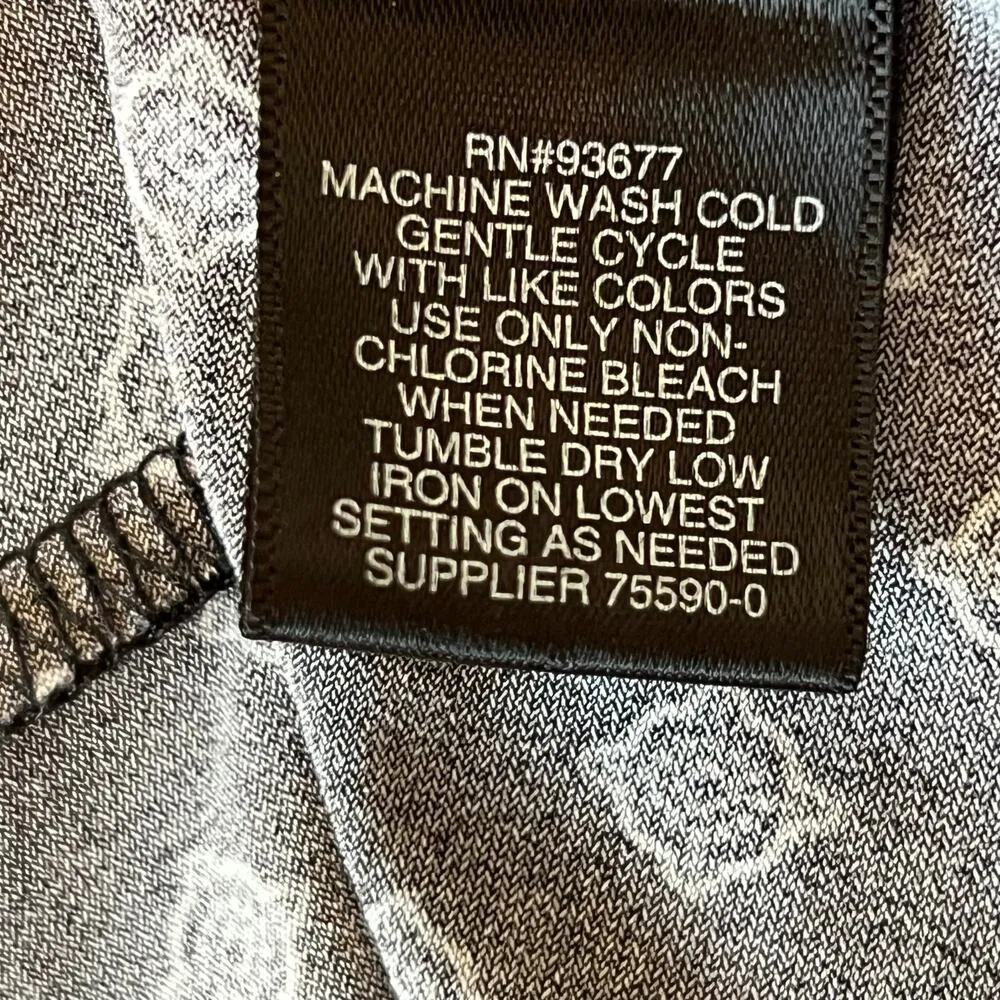 RN#93677
MACHINE WASH COLD
GENTLE CYCLE
WITH LIKE COLORS
USE ONLY NON-
CHLORINE BLEACH
WHEN NEEDED
TUMBLE DRY LOW
IRON ON LOWEST
SETTING AS NEEDED
SUPPLIER 75590-0